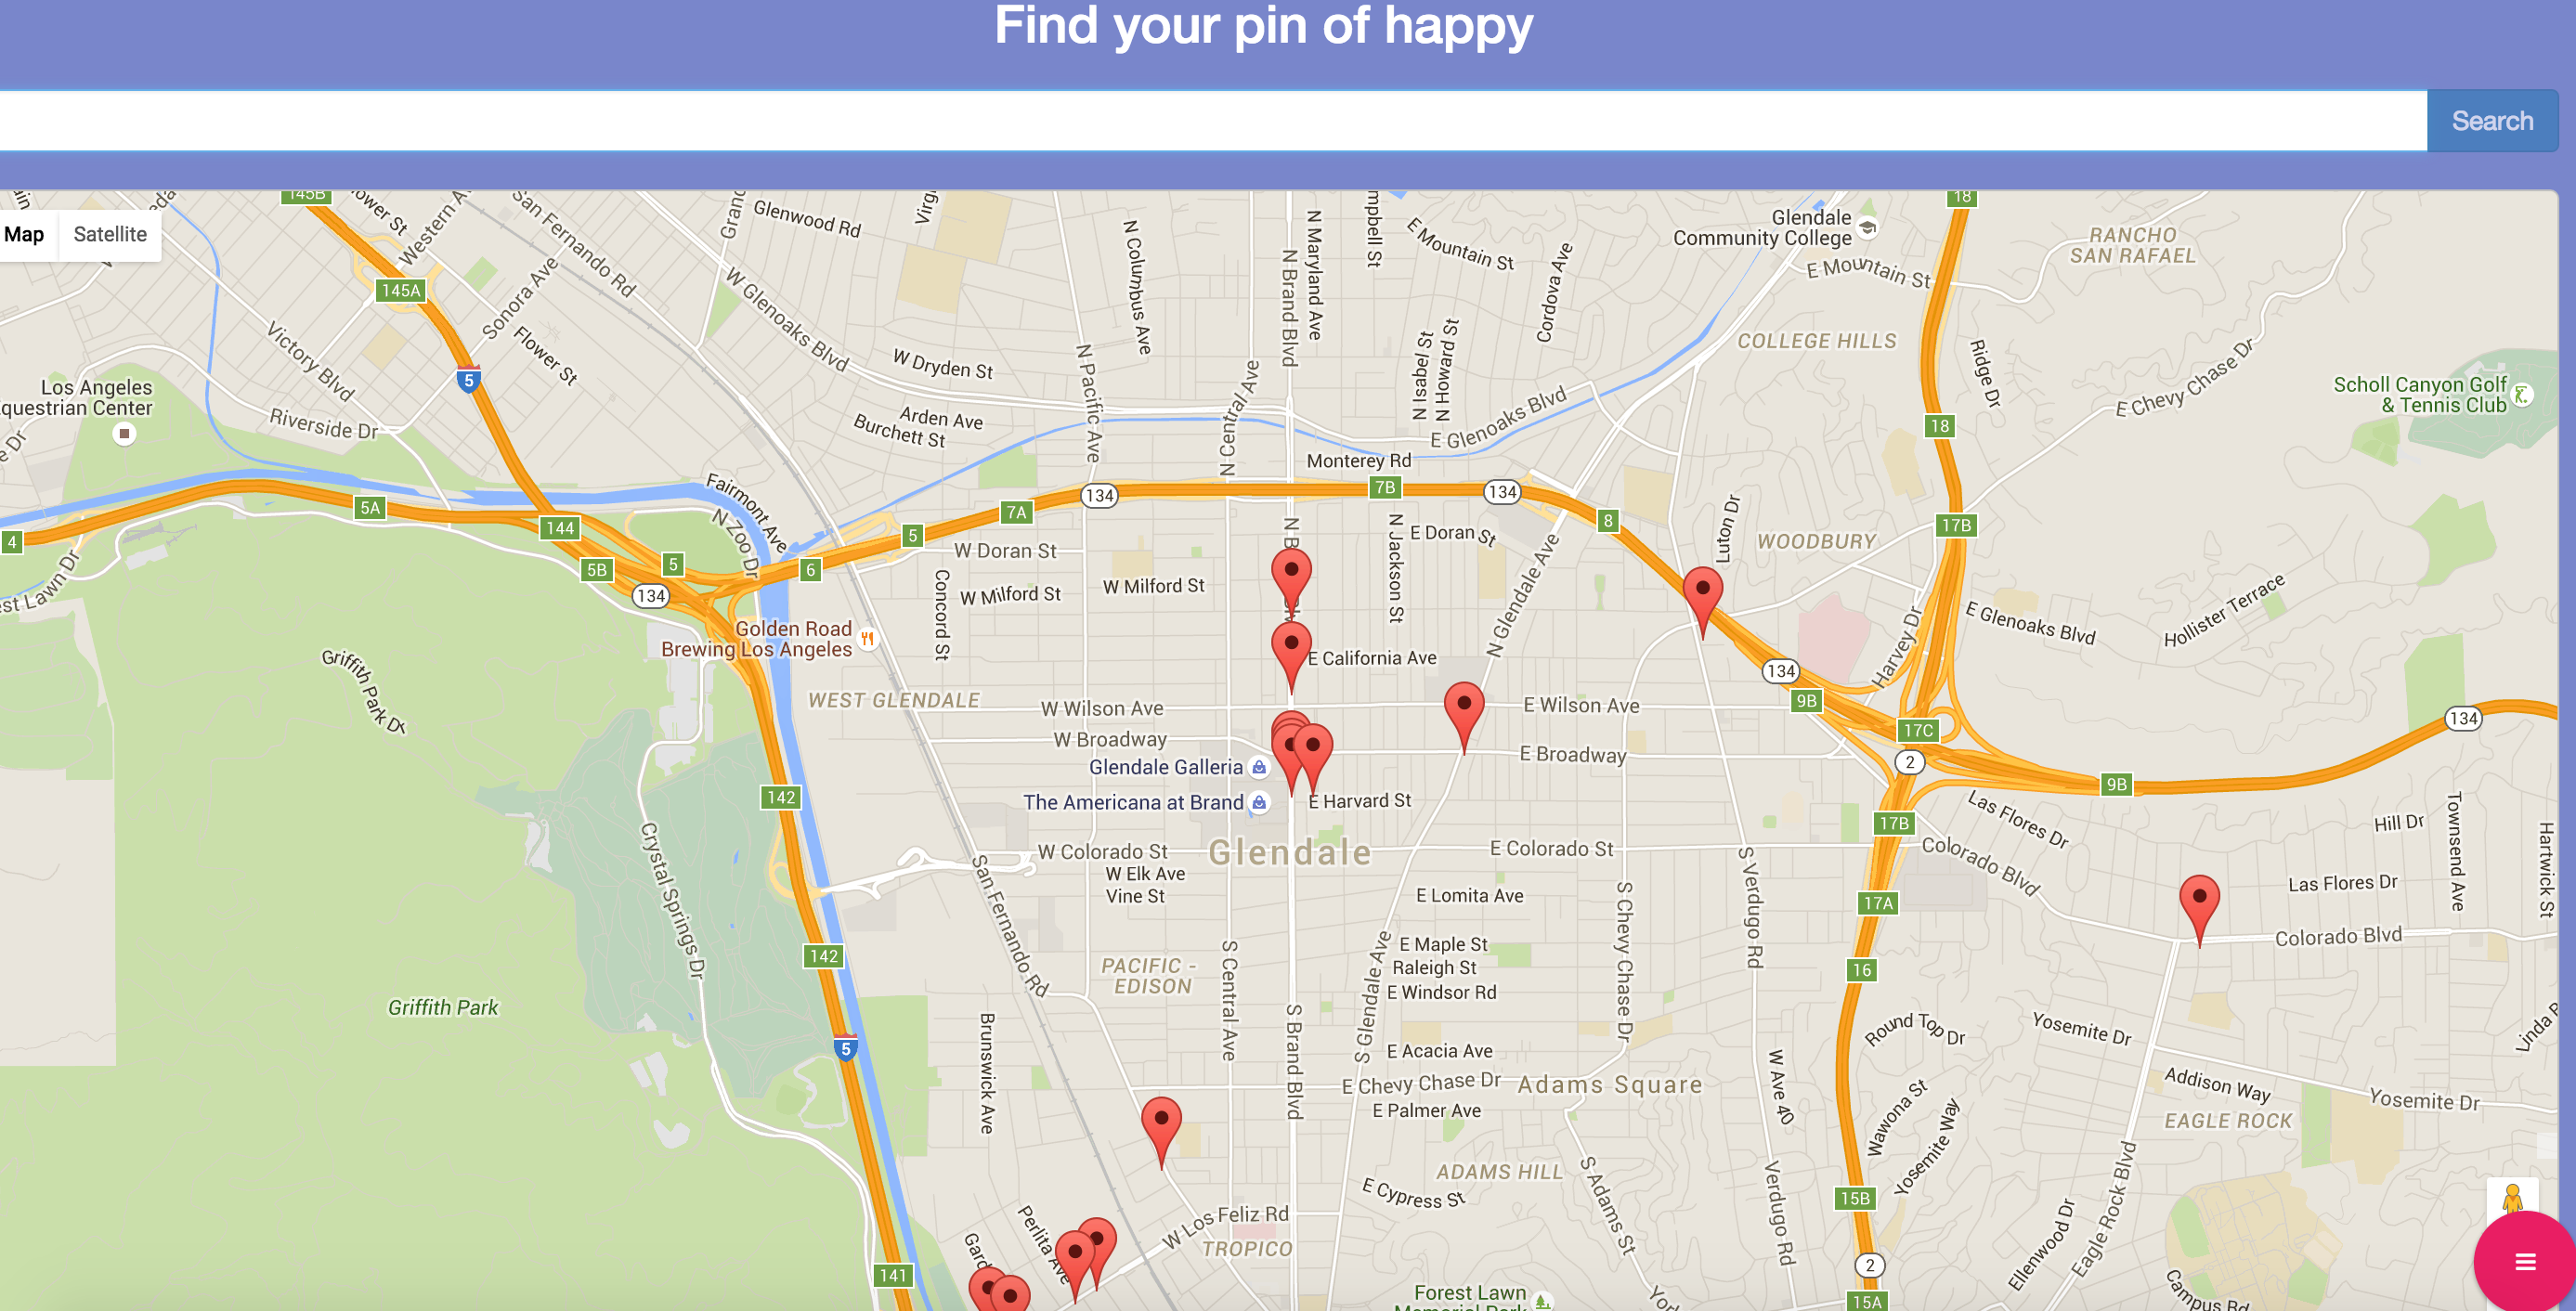 Find your pin of happy
Search
Map
Satellite
145B
18
Flower St
Western A
San Fernando Rd
Grand
Glenwood Rd
Virg
N Columbus Ave
N Brand Blvd
N Maryland Ave
mpbell St
E Mountain St
Cordova Ave
Glendale
Community College
E Mountain St
RANCHO
SAN RAFAEL
145A
Sonora Ave
Flower St
Victory Blvd
W Glenoaks Blvd
W Dryden St
N Pacific Ave
N Central Ave
N Isabel St
N Howard St
COLLEGE HILLS
Ridge Dr
E Chevy Chase Dr
Scholl Canyon Golf
& Tennis Club
5
Los Angeles
Equestrian Center
Riverside Dr
Arden Ave
Burchett St
E Glenoaks Blvd
18
Monterey Rd
Fairmont Ave
N Zoo Dr
5A
144
4
5B
5
134
6
5
7A
134
7B
134
8
17B
W Doran St
E Doran St
N Jackson St
N Glendale Ave
Luton Dr
WOODBURY
est Lawn Dr
Concord St
W Milford St
W Milford St
N B
E Glenoaks Blvd
Hollister Terrace
Harvey Dr
Golden Road
Brewing Los Angeles
E California Ave
Griffith Park Dr
WEST GLENDALE
W Wilson Ave
E Wilson Ave
134
9B
17C
134
W Broadway
E Broadway
2
Glendale Galleria
9B
142
The Americana at Brand
E Harvard St
Las Flores Dr
Hill Dr
Townsend Ave
Hartwick St
17B
Crystal Springs Dr
San Fernando Rd
W Colorado St
Glendale
E Colorado St
Colorado Blvd
W Elk Ave
Vine St
E Lomita Ave
S Chevy Chase Dr
S Verdugo Rd
17A
Las Flores Dr
142
S Central Ave
E Maple St
Raleigh St
E Windsor Rd
16
Colorado Blvd
PACIFIC -
EDISON
Griffith Park
S Brand Blvd
S Glendale Ave
Brunswick Ave
5
E Acacia Ave
Round Top Dr
Yosemite Dr
Linda
E Chevy Chase Dr
Adams Square
W Ave 40
E Palmer Ave
Wawona St
Yosemite Way
Addison Way
Yosemite Dr
EAGLE ROCK
ADAMS HILL
E Cypress St
S Adams St
Verdugo Rd
15B
Eagle Rock Blvd
Ellenwood Dr
Perlita Ave
W Los Feliz Rd
TROPICO
Gard
141
2
Forest Lawn
Memorial Park
York
15A
Campus Rd